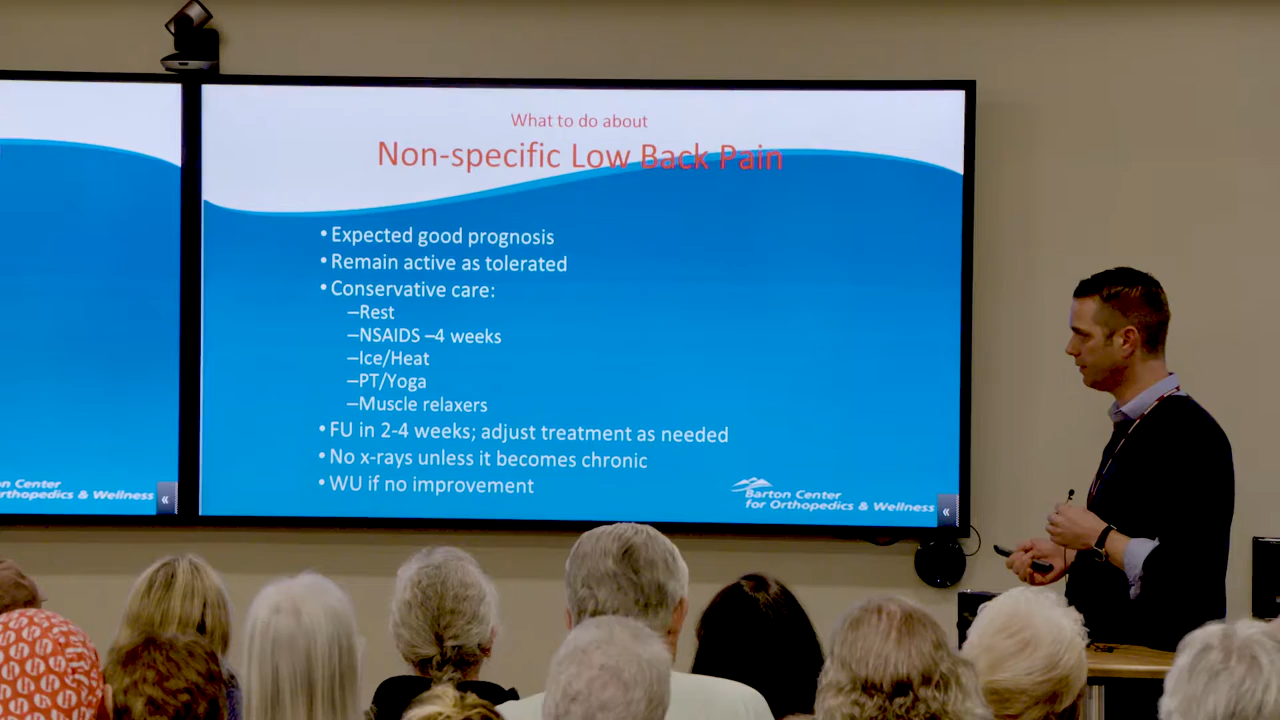 What to do about
Non-specific Low Back Pain
• Expected good prognosis
• Remain active as tolerated
• Conservative care:
–Rest
–NSAIDS –4 weeks
–Ice/Heat
–PT/Yoga
–Muscle relaxers
• FU in 2-4 weeks; adjust treatment as needed
• No x-rays unless it becomes chronic
• WU if no improvement
Barton Center
for Orthopedics & Wellness
«
Center
& Wellness
«